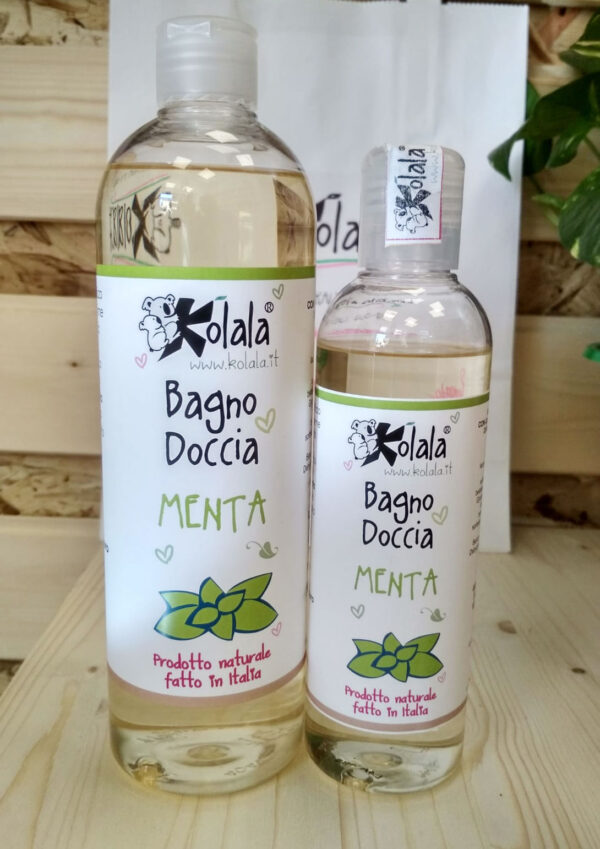 Kolala®
www.kolala.it
Bagno
Doccia
MENTA
Prodotto naturale
fatto in Italia
Kolala
Kolala®
www.kolala.it
Bagno
Doccia
MENTA
Prodotto naturale
fatto in Italia